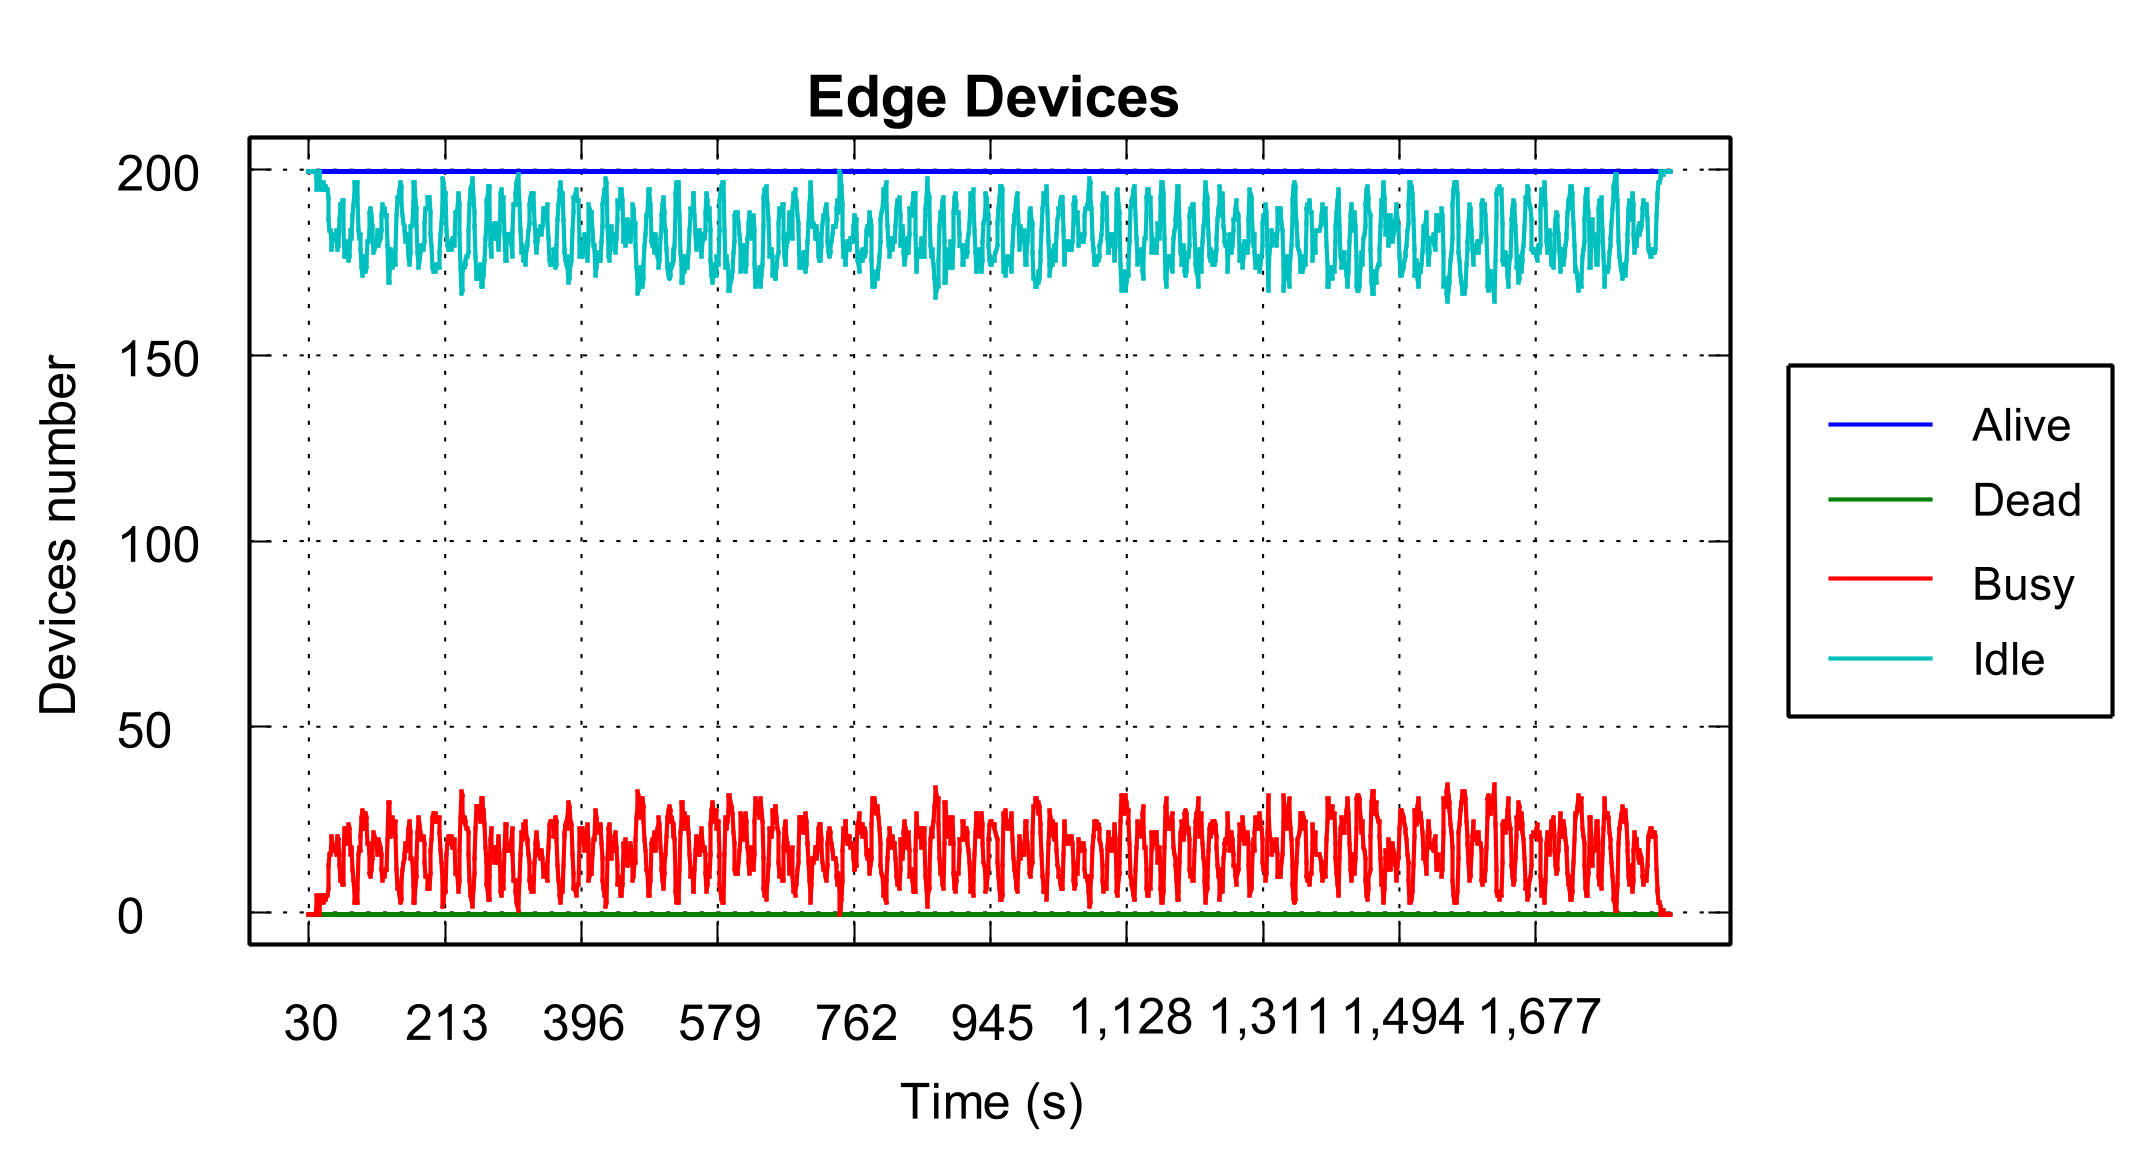 Edge Devices
200
150
100
50
0
Devices number
30 213 396 579 762 945 1,128 1,311 1,494 1,677
Time (s)
Alive
Dead
Busy
Idle